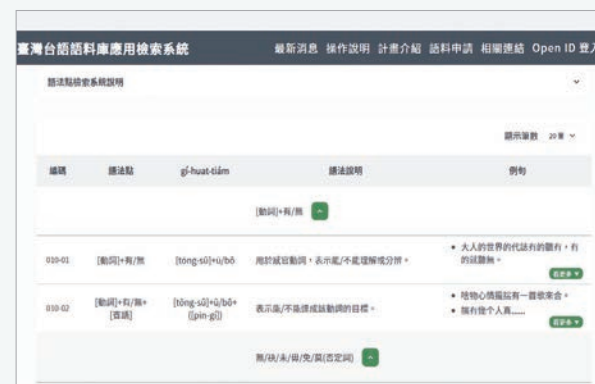 臺灣台語語料庫應用檢索系統 最新消息 操作說明 計畫介紹 語料申請 相關連結 Open ID 登入
語法點檢索系統說明
顯示筆數 20 筆
編碼 語法點 gí-huat-tiám 語法說明 例句
[動詞]+有/無
010-01 [動詞]+有/無 [tōng-sû]+ū/bô 用於感官動詞，表示能/不能理解或分辨。
大人的世界的代誌有的聽有，有
的就聽無。
看更多
010-02 [動詞]+有/無+
[賓語]
[tōng-sû]+ū/bô+
([pin-gí])
表示能/不能達成該動詞的目標。
啥物心情攏揣有一首歌來合。
揣有幾个人真……
看更多
無/袂/未/毋/免/莫(否定詞)